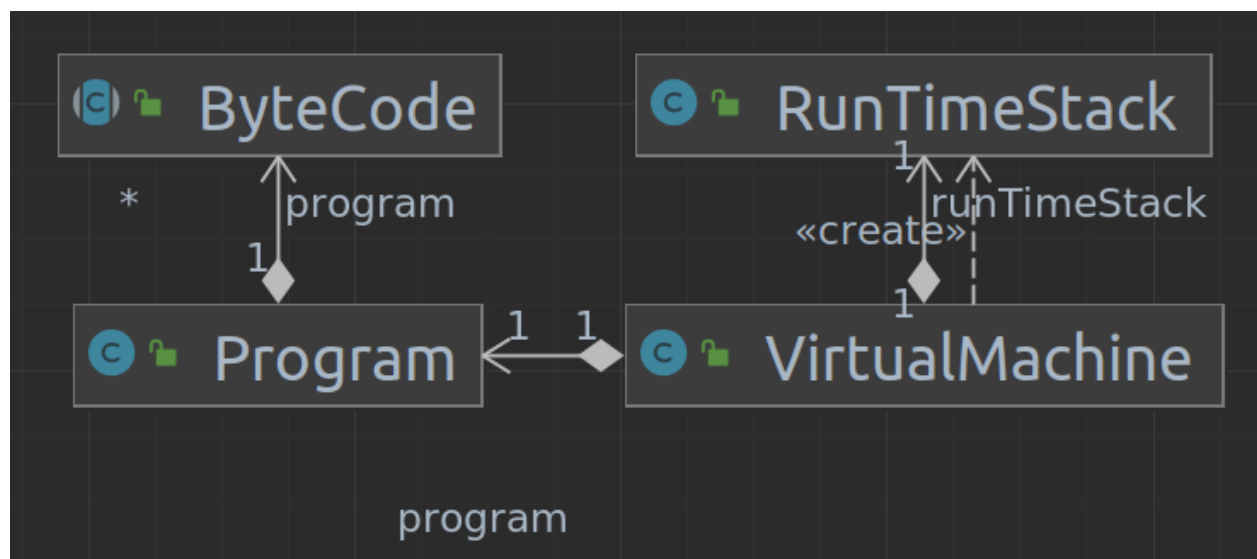 ByteCode
RunTimeStack
1
*
program
runTimeStack
«create»
1
1
Program
1
1
VirtualMachine
program